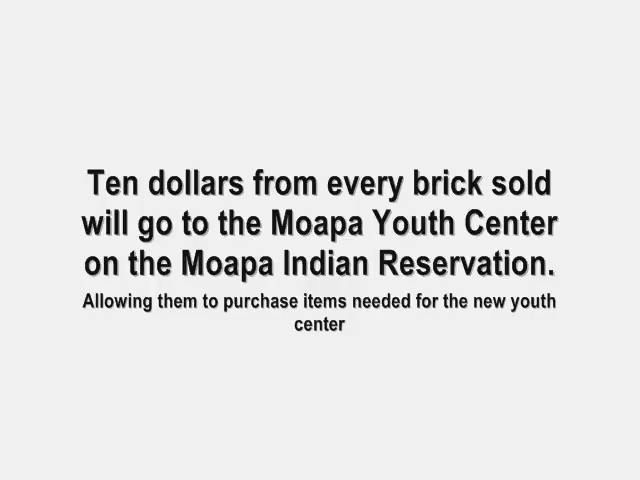 Ten dollars from every brick sold
will go to the Moapa Youth Center
on the Moapa Indian Reservation.
Allowing them to purchase items needed for the new youth
center